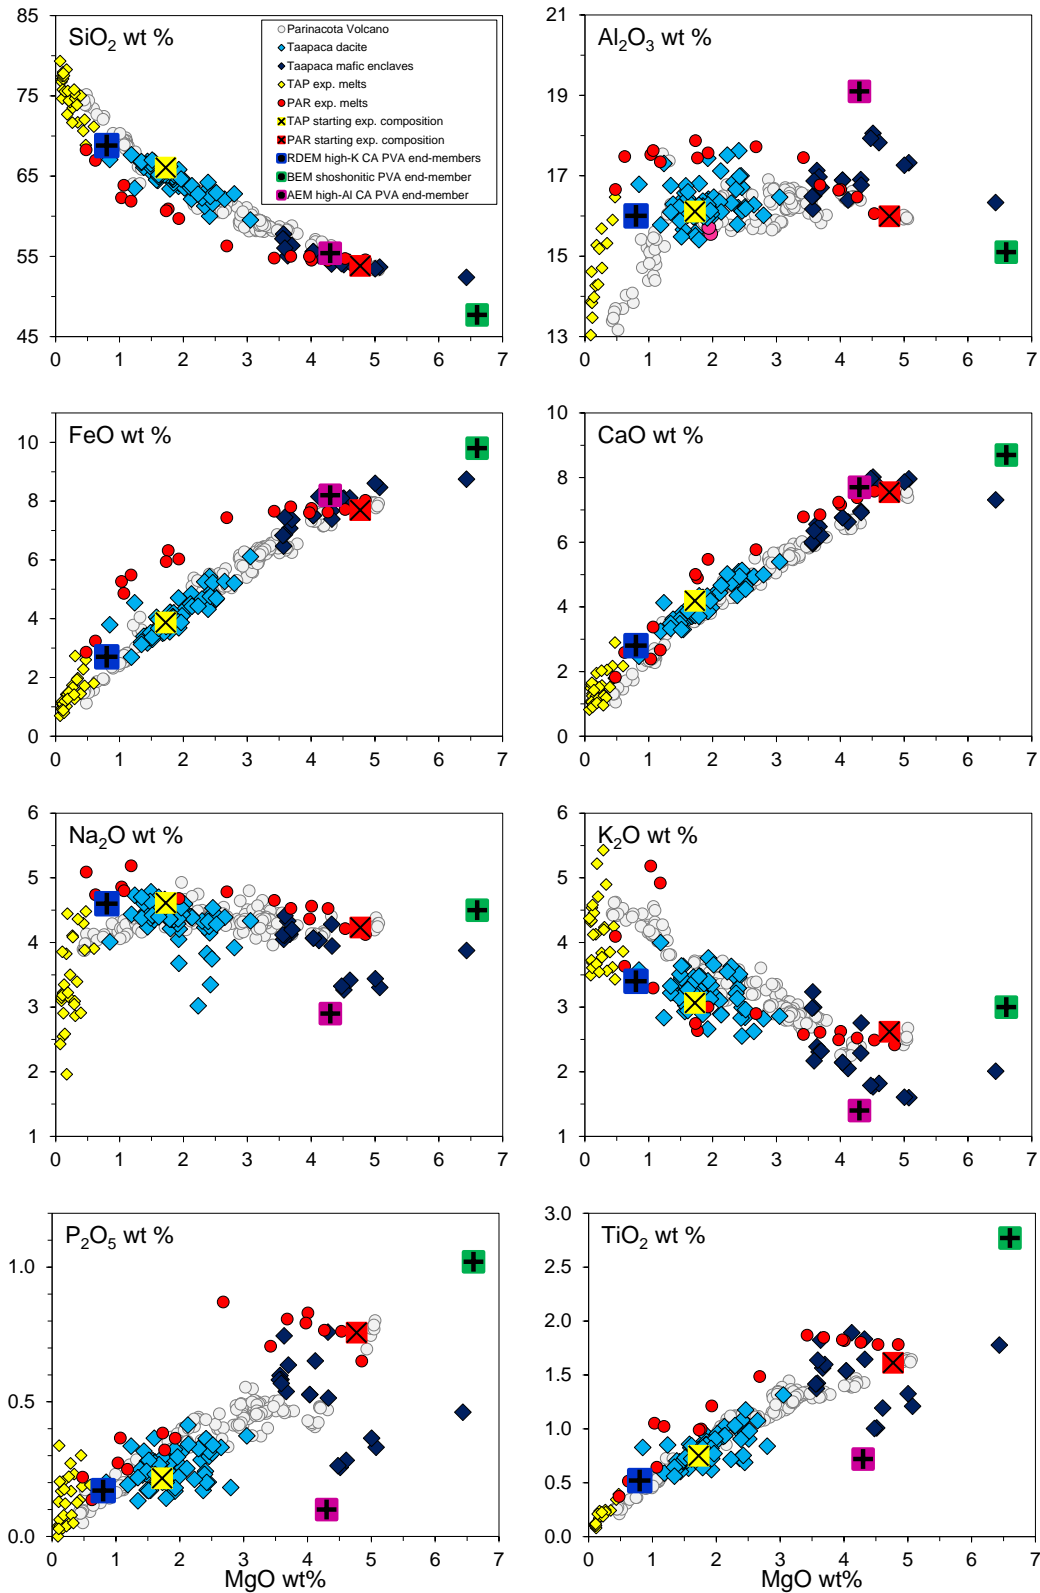 SiO₂ wt %
85
75
65
55
45
0 1 2 3 4 5 6 7
Parinacota Volcano
Taapaca dacite
Taapaca mafic enclaves
TAP exp. melts
PAR exp. melts
TAP starting exp. composition
PAR starting exp. composition
RDEM high-K CA PVA end-members
BEM shoshonitic PVA end-member
AEM high-Al CA PVA end-member
Al₂O₃ wt %
21
19
17
15
13
0 1 2 3 4 5 6 7
FeO wt %
10
8
6
4
2
0
0 1 2 3 4 5 6 7
CaO wt %
10
8
6
4
2
0
0 1 2 3 4 5 6 7
Na₂O wt %
6
5
4
3
2
1
0 1 2 3 4 5 6 7
K₂O wt %
6
5
4
3
2
1
0 1 2 3 4 5 6 7
P₂O₅ wt %
1.0
0.5
0.0
0 1 2 3 4 5 6 7
MgO wt%
TiO₂ wt %
3.0
2.5
2.0
1.5
1.0
0.5
0.0
0 1 2 3 4 5 6 7
MgO wt%